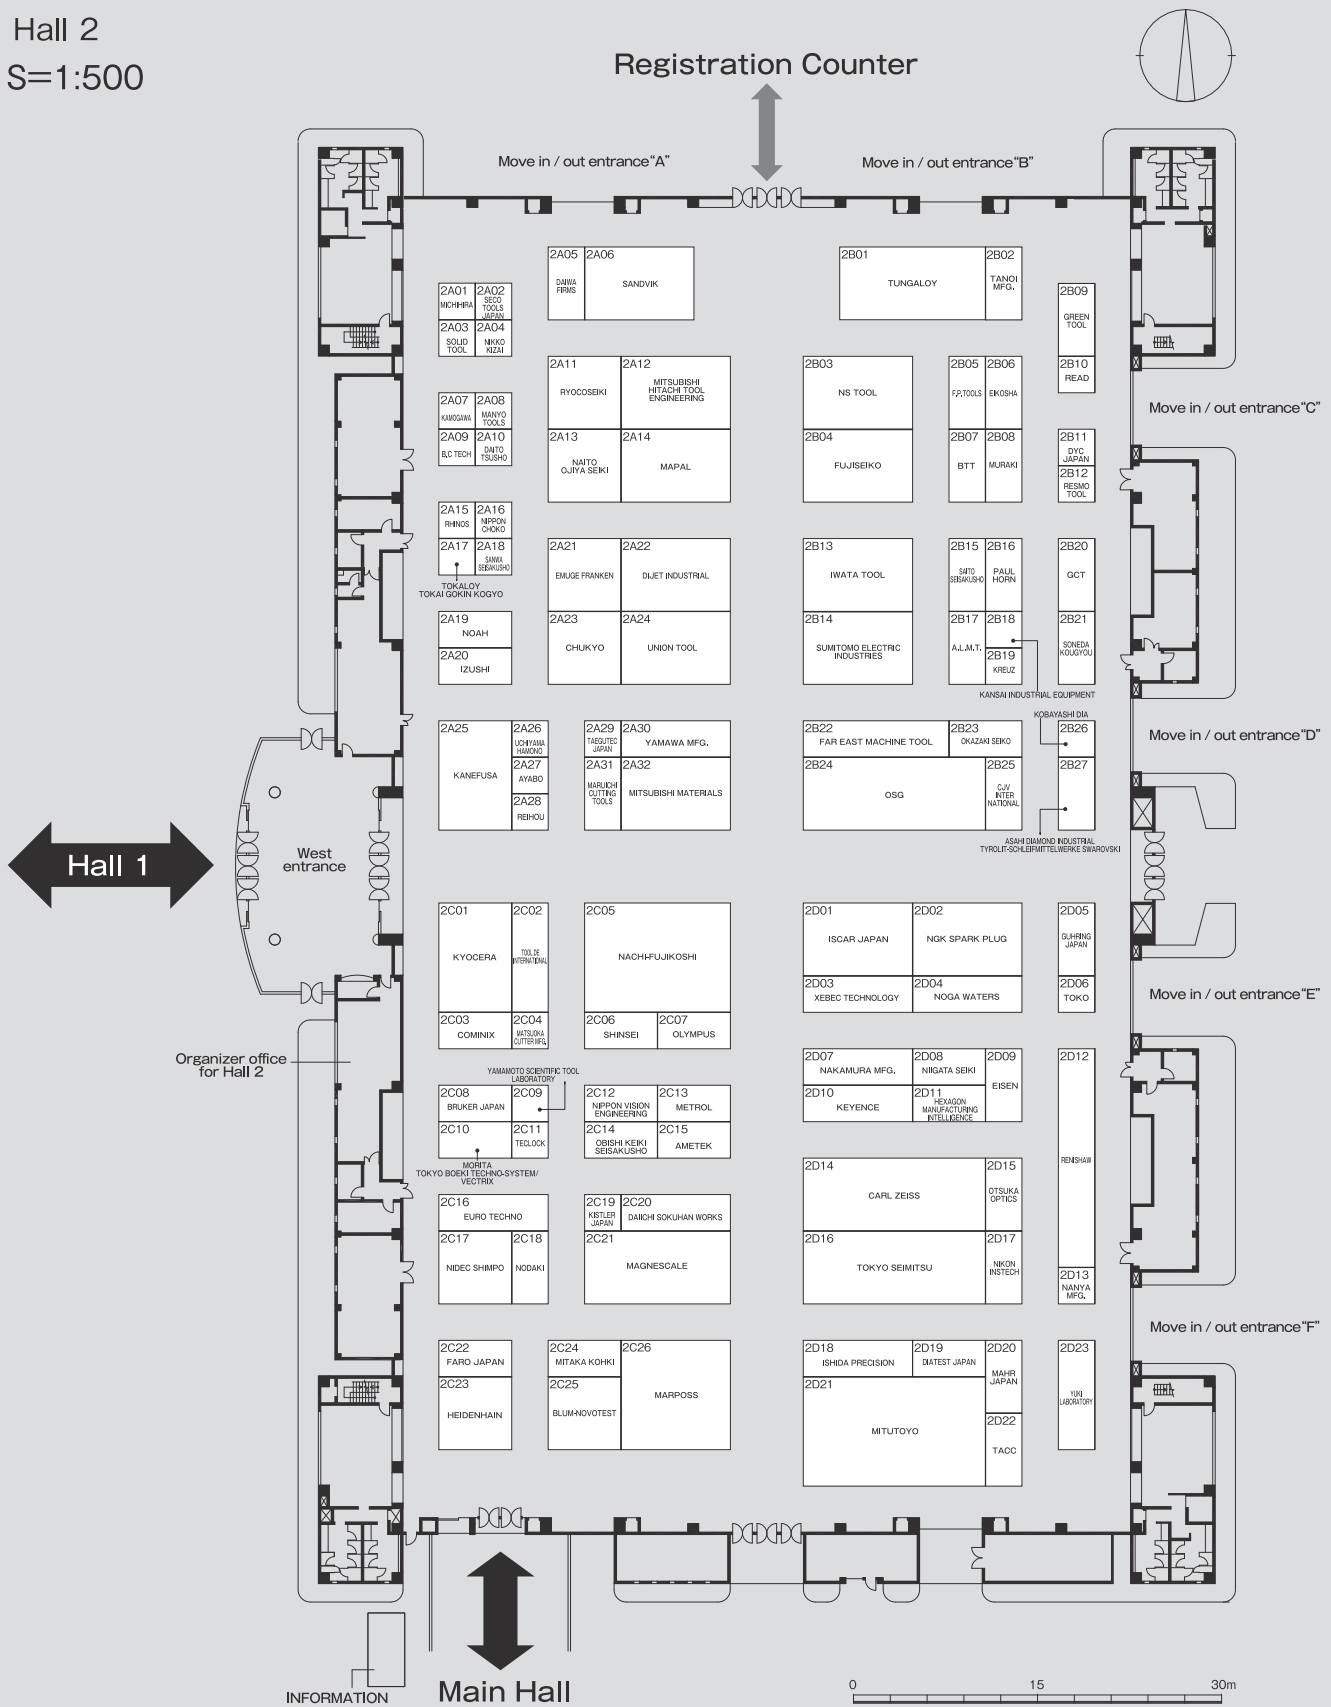 Hall 2
S=1:500
Registration Counter
Move in / out entrance“A”
Move in / out entrance“B”
2A05
DAIWA
FIRMS
2A06
SANDVIK
2B01
TUNGALOY
2B02
TANOI
MFG.
2A01
MICHIHIRA
2A02
SECO
TOOLS
JAPAN
2A03
SOLID
TOOL
2A04
NIKKO
KIZAI
2B09
GREEN
TOOL
2B10
READ
2A11
RYOCOSEIKI
2A12
MITSUBISHI
HITACHI TOOL
ENGINEERING
2B03
NS TOOL
2B05
F.P.TOOLS
2B06
EIKOSHA
Move in / out entrance“C”
2A07
KAMOGAWA
2A08
MANYO
TOOLS
2A09
B,C TECH
2A10
DAITO
TSUSHO
2A13
NAITO
OJIYA SEIKI
2A14
MAPAL
2B04
FUJISEIKO
2B07
BTT
2B08
MURAKI
2B11
DYC
JAPAN
2B12
RESMO
TOOL
2A15
RHINOS
2A16
NIPPON
CHOKO
2A17
2A18
SANWA
SEISAKUSHO
TOKALOY
TOKAI GOKIN KOGYO
2A21
EMUGE FRANKEN
2A22
DIJET INDUSTRIAL
2B13
IWATA TOOL
2B15
SAITO
SEISAKUSHO
2B16
PAUL
HORN
2B20
GCT
2A19
NOAH
2A20
IZUSHI
2A23
CHUKYO
2A24
UNION TOOL
2B14
SUMITOMO ELECTRIC
INDUSTRIES
2B17
A.L.M.T.
2B18
2B19
KREUZ
2B21
SONEDA
KOUGYOU
KANSAI INDUSTRIAL EQUIPMENT
KOBAYASHI DIA
2A25
KANEFUSA
2A26
UCHIYAMA
HAMONO
2A27
AYABO
2A28
REIHOU
2A29
TAEGUTEC
JAPAN
2A30
YAMAWA MFG.
2A31
MARUICHI
CUTTING
TOOLS
2A32
MITSUBISHI MATERIALS
2B22
FAR EAST MACHINE TOOL
2B23
OKAZAKI SEIKO
2B24
OSG
2B25
CJV
INTER
NATIONAL
2B26
2B27
Move in / out entrance“D”
ASAHI DIAMOND INDUSTRIAL
TYROLIT-SCHLEIFMITTELWERKE SWAROVSKI
Hall 1
West
entrance
2C01
KYOCERA
2C02
TOOL DE
INTERNATIONAL
2C03
COMINIX
2C04
MATSUOKA
CUTTER MFG.
2C05
NACHI-FUJIKOSHI
2C06
SHINSEI
2C07
OLYMPUS
2D01
ISCAR JAPAN
2D02
NGK SPARK PLUG
2D03
XEBEC TECHNOLOGY
2D04
NOGA WATERS
2D05
GUHRING
JAPAN
2D06
TOKO
Move in / out entrance“E”
Organizer office
for Hall 2
YAMAMOTO SCIENTIFIC TOOL
LABORATORY
2C08
BRUKER JAPAN
2C09
2C10
2C11
TECLOCK
MORITA
TOKYO BOEKI TECHNO-SYSTEM/
VECTRIX
2C12
NIPPON VISION
ENGINEERING
2C13
METROL
2C14
OBISHI KEIKI
SEISAKUSHO
2C15
AMETEK
2D07
NAKAMURA MFG.
2D08
NIIGATA SEIKI
2D09
EISEN
2D10
KEYENCE
2D11
HEXAGON
MANUFACTURING
INTELLIGENCE
2D12
RENISHAW
2D13
NANYA
MFG.
2D14
CARL ZEISS
2D15
OTSUKA
OPTICS
2D16
TOKYO SEIMITSU
2D17
NIKON
INSTECH
2C16
EURO TECHNO
2C17
NIDEC SHIMPO
2C18
NODAKI
2C19
KISTLER
JAPAN
2C20
DAIICHI SOKUHAN WORKS
2C21
MAGNESCALE
Move in / out entrance“F”
2C22
FARO JAPAN
2C23
HEIDENHAIN
2C24
MITAKA KOHKI
2C25
BLUM-NOVOTEST
2C26
MARPOSS
2D18
ISHIDA PRECISION
2D19
DIATEST JAPAN
2D20
MAHR
JAPAN
2D21
MITUTOYO
2D22
TACC
2D23
YUKI
LABORATORY
INFORMATION
Main Hall
0 15 30m